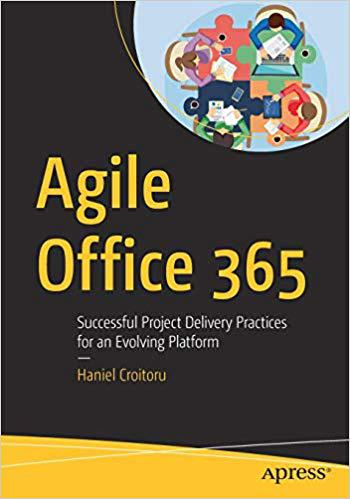 Agile
Office 365
Successful Project Delivery Practices
for an Evolving Platform
—
Haniel Croitoru
Apress®